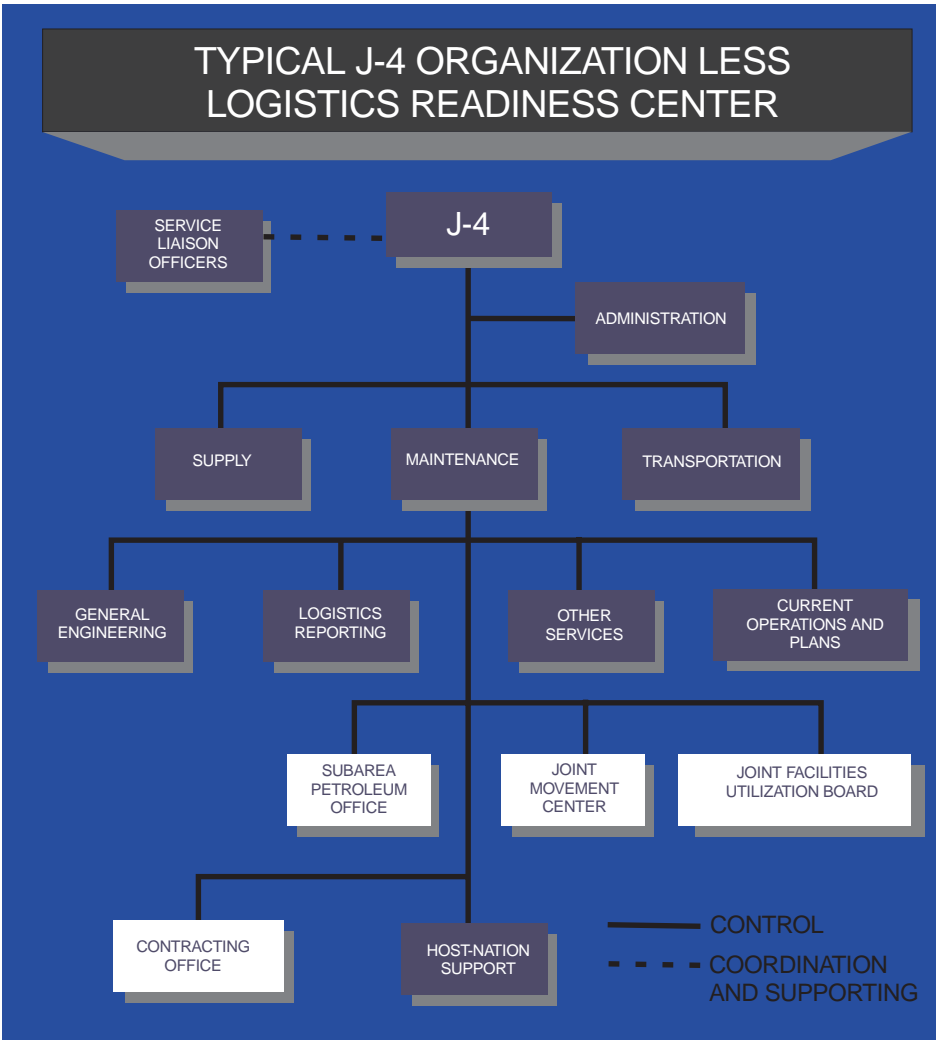 TYPICAL J-4 ORGANIZATION LESS
LOGISTICS READINESS CENTER
J-4
SERVICE
LIAISON
OFFICERS
ADMINISTRATION
SUPPLY
MAINTENANCE
TRANSPORTATION
GENERAL
ENGINEERING
LOGISTICS
REPORTING
OTHER
SERVICES
CURRENT
OPERATIONS AND
PLANS
SUBAREA
PETROLEUM
OFFICE
JOINT
MOVEMENT
CENTER
JOINT FACILITIES
UTILIZATION BOARD
CONTRACTING
OFFICE
HOST-NATION
SUPPORT
CONTROL
COORDINATION
AND SUPPORTING